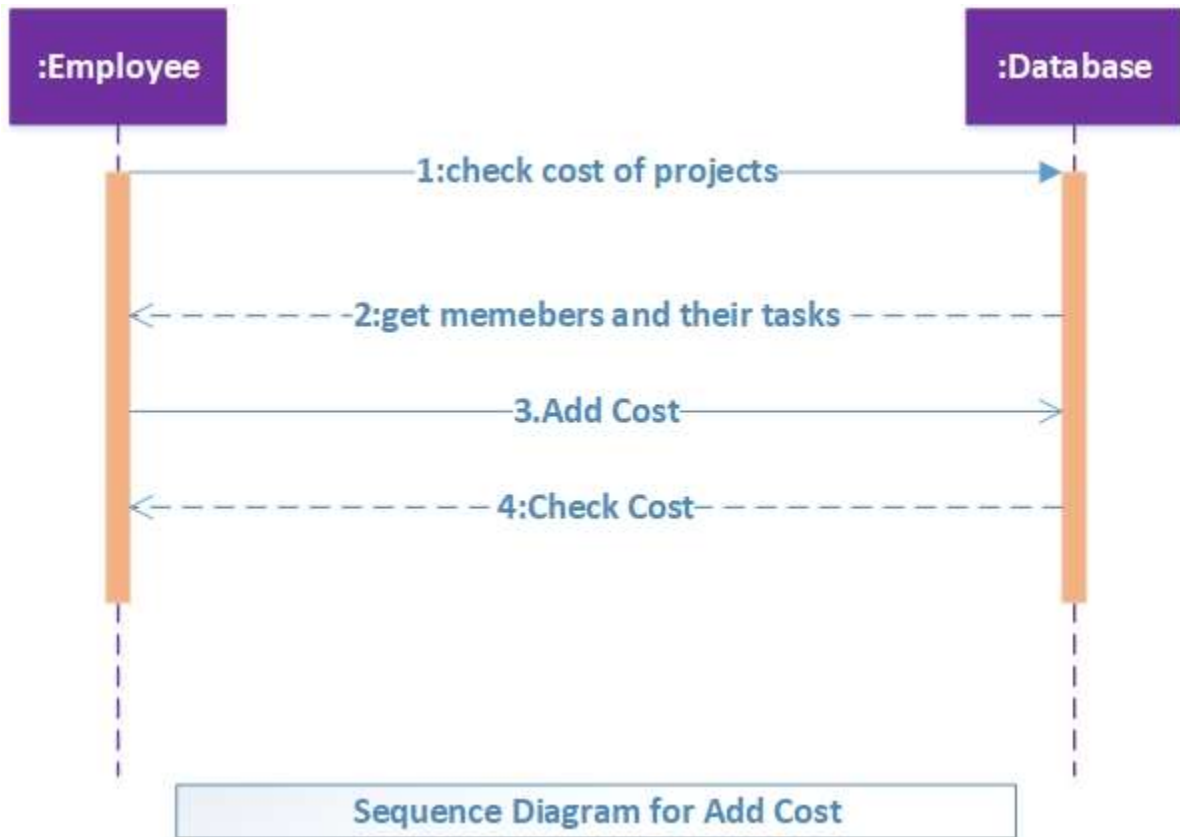 :Employee
:Database
1:check cost of projects
2:get memebers and their tasks
3.Add Cost
4:Check Cost
Sequence Diagram for Add Cost